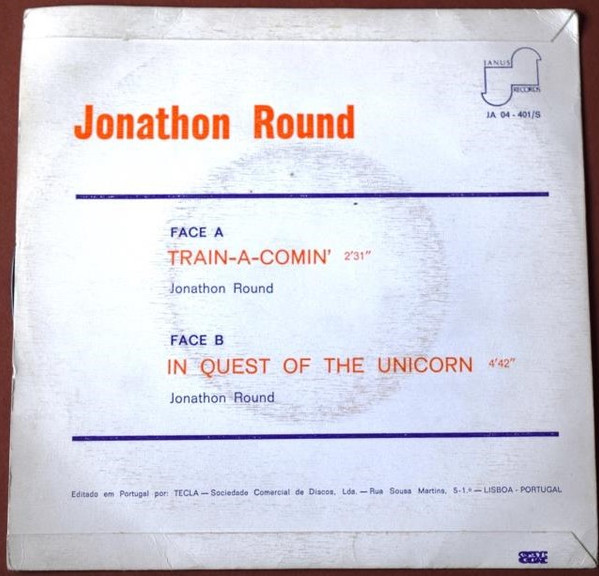 JANUS
RECORDS
JA 04 - 401/S
Jonathon Round
FACE A
TRAIN-A-COMIN' 2'31"
Jonathon Round
FACE B
IN QUEST OF THE UNICORN 4'42"
Jonathon Round
Editado em Portugal por: TECLA — Sociedade Comercial de Discos, Lda. — Rua Sousa Martins, 5-1.º — LISBOA - PORTUGAL